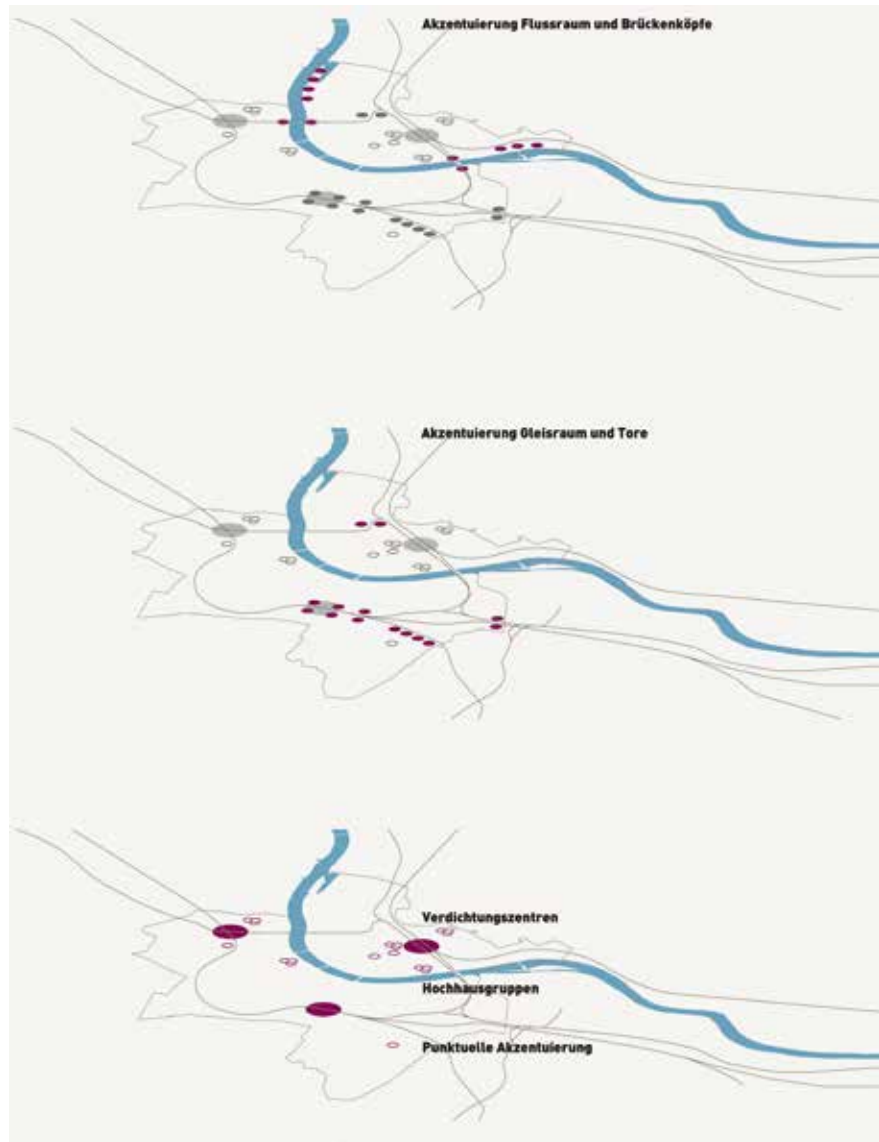 Akzentuierung Flussraum und Brückenköpfe
Akzentuierung Gleisraum und Tore
Verdichtungszentren
Hochhausgruppen
Punktuelle Akzentuierung